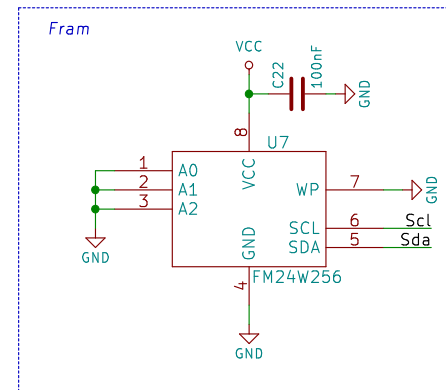 Fram
VCC
C22
100nF
GND
8
U7
1
A0
VCC
2
A1
WP
7
GND
3
A2
SCL
6
Scl
GND
SDA
5
Sda
GND
4
FM24W256
GND